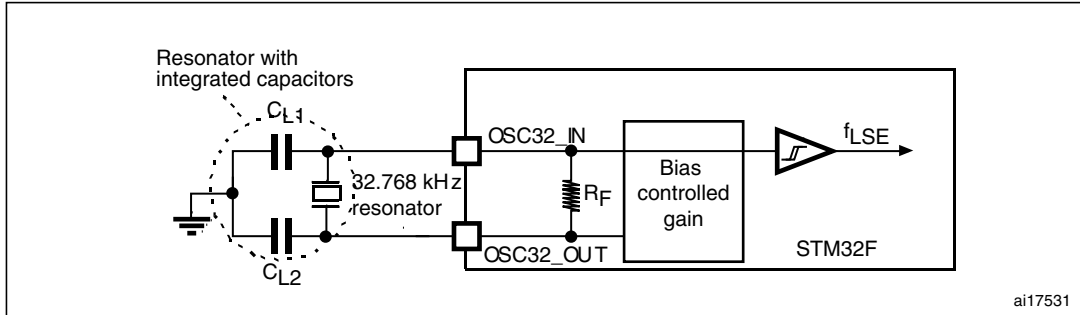 Resonator with
integrated capacitors
CL1
OSC32_IN
fLSE
Bias
controlled
gain
RF
32.768 kHz
resonator
STM32F
OSC32_OUT
CL2
ai17531